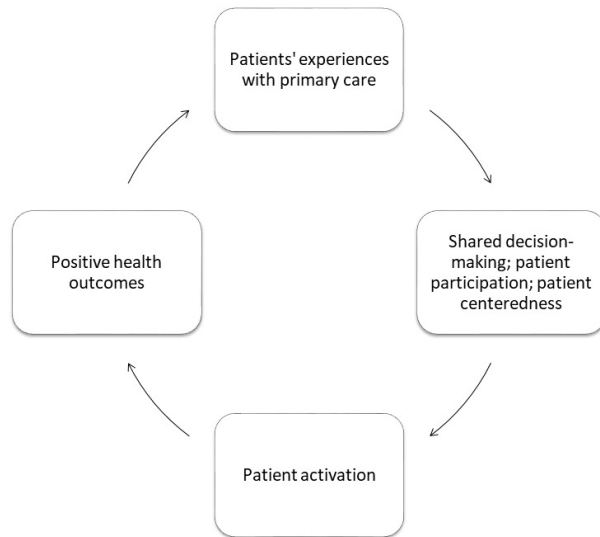 Patients' experiences
with primary care
Shared decision-
making; patient
participation; patient
centeredness
Patient activation
Positive health
outcomes